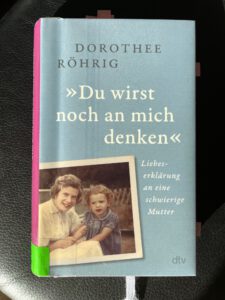 DOROTHEE
RÖHRIG
»Du wirst
noch an mich
denken«
Liebes-
erklärung
an eine
schwierige
Mutter
dtv